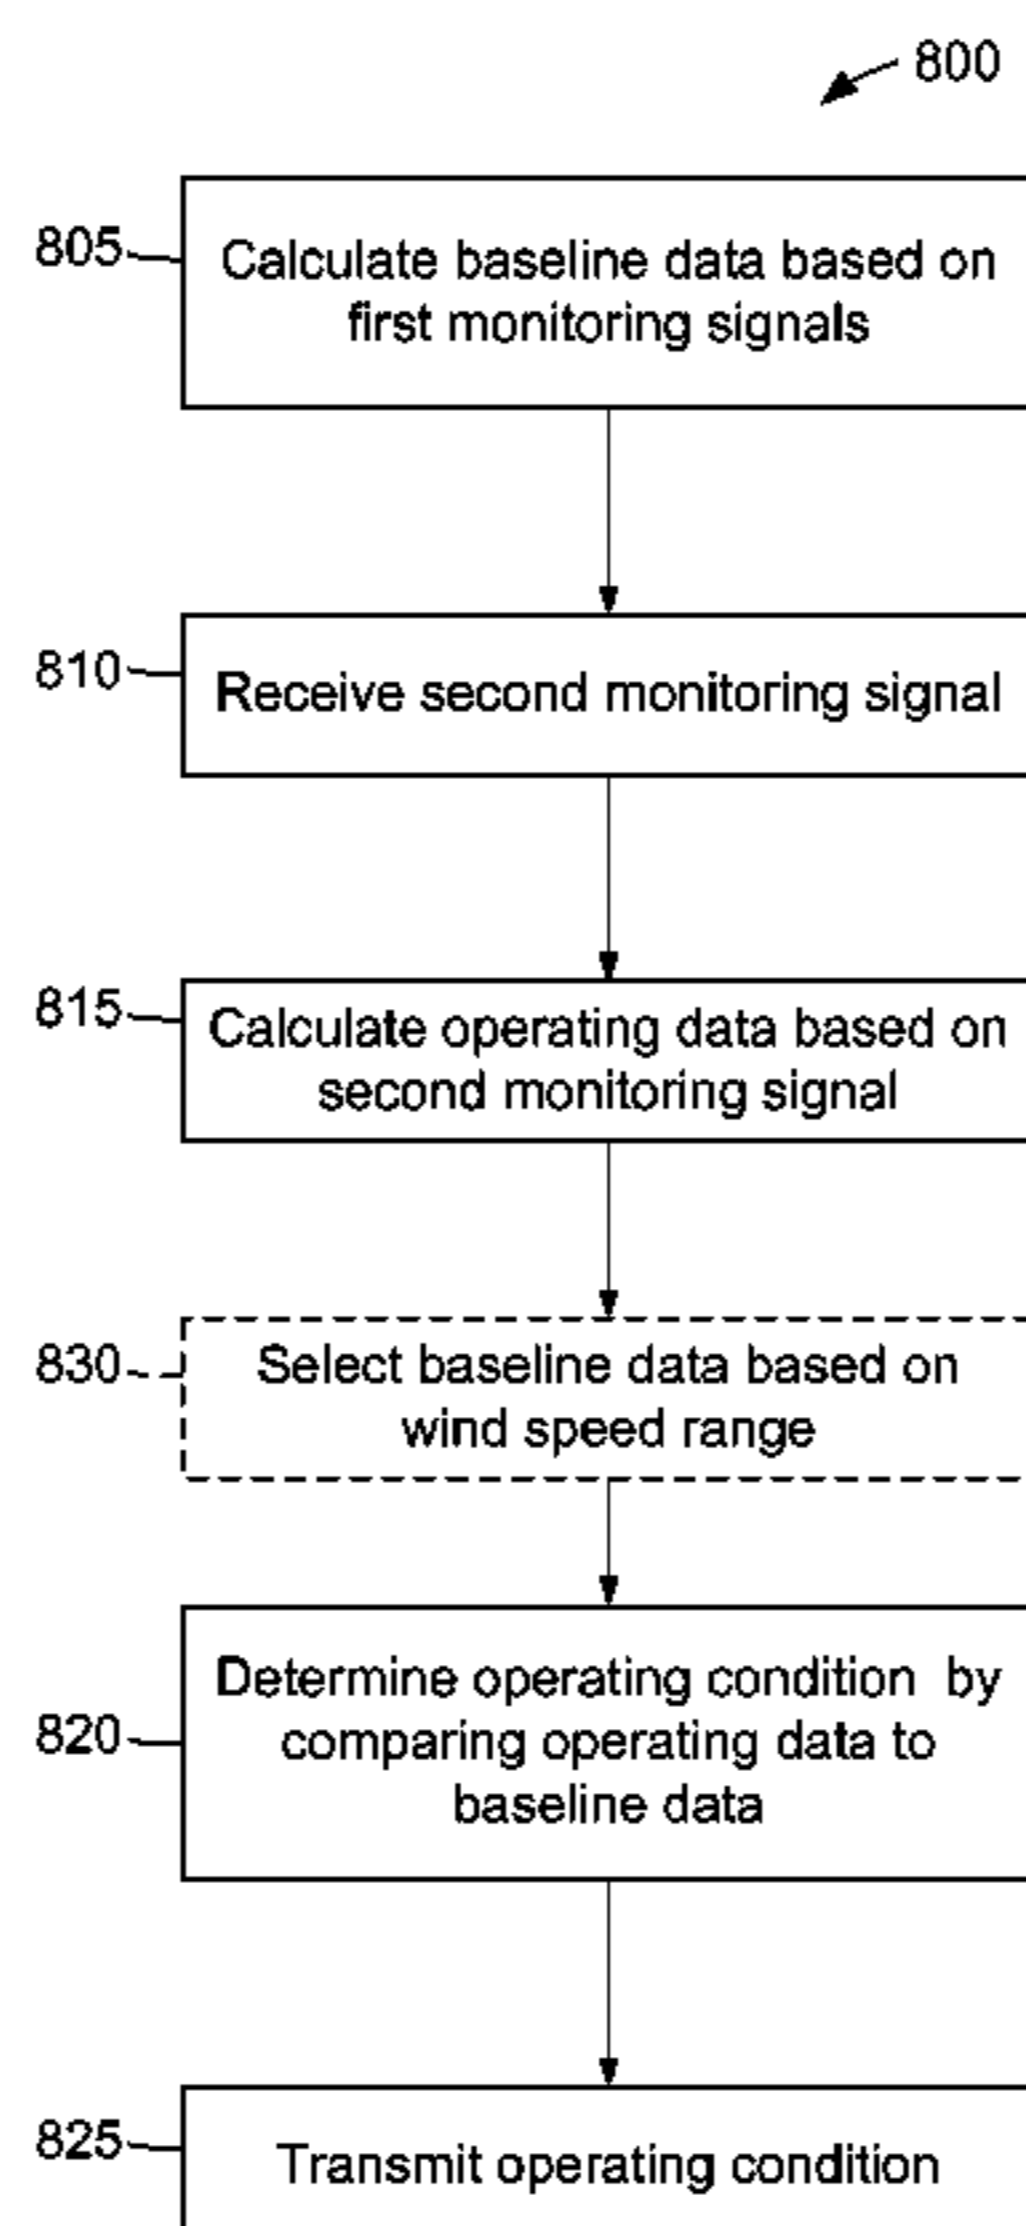 800
805
Calculate baseline data based on
first monitoring signals
810
Receive second monitoring signal
815
Calculate operating data based on
second monitoring signal
830
Select baseline data based on
wind speed range
820
Determine operating condition by
comparing operating data to
baseline data
825
Transmit operating condition